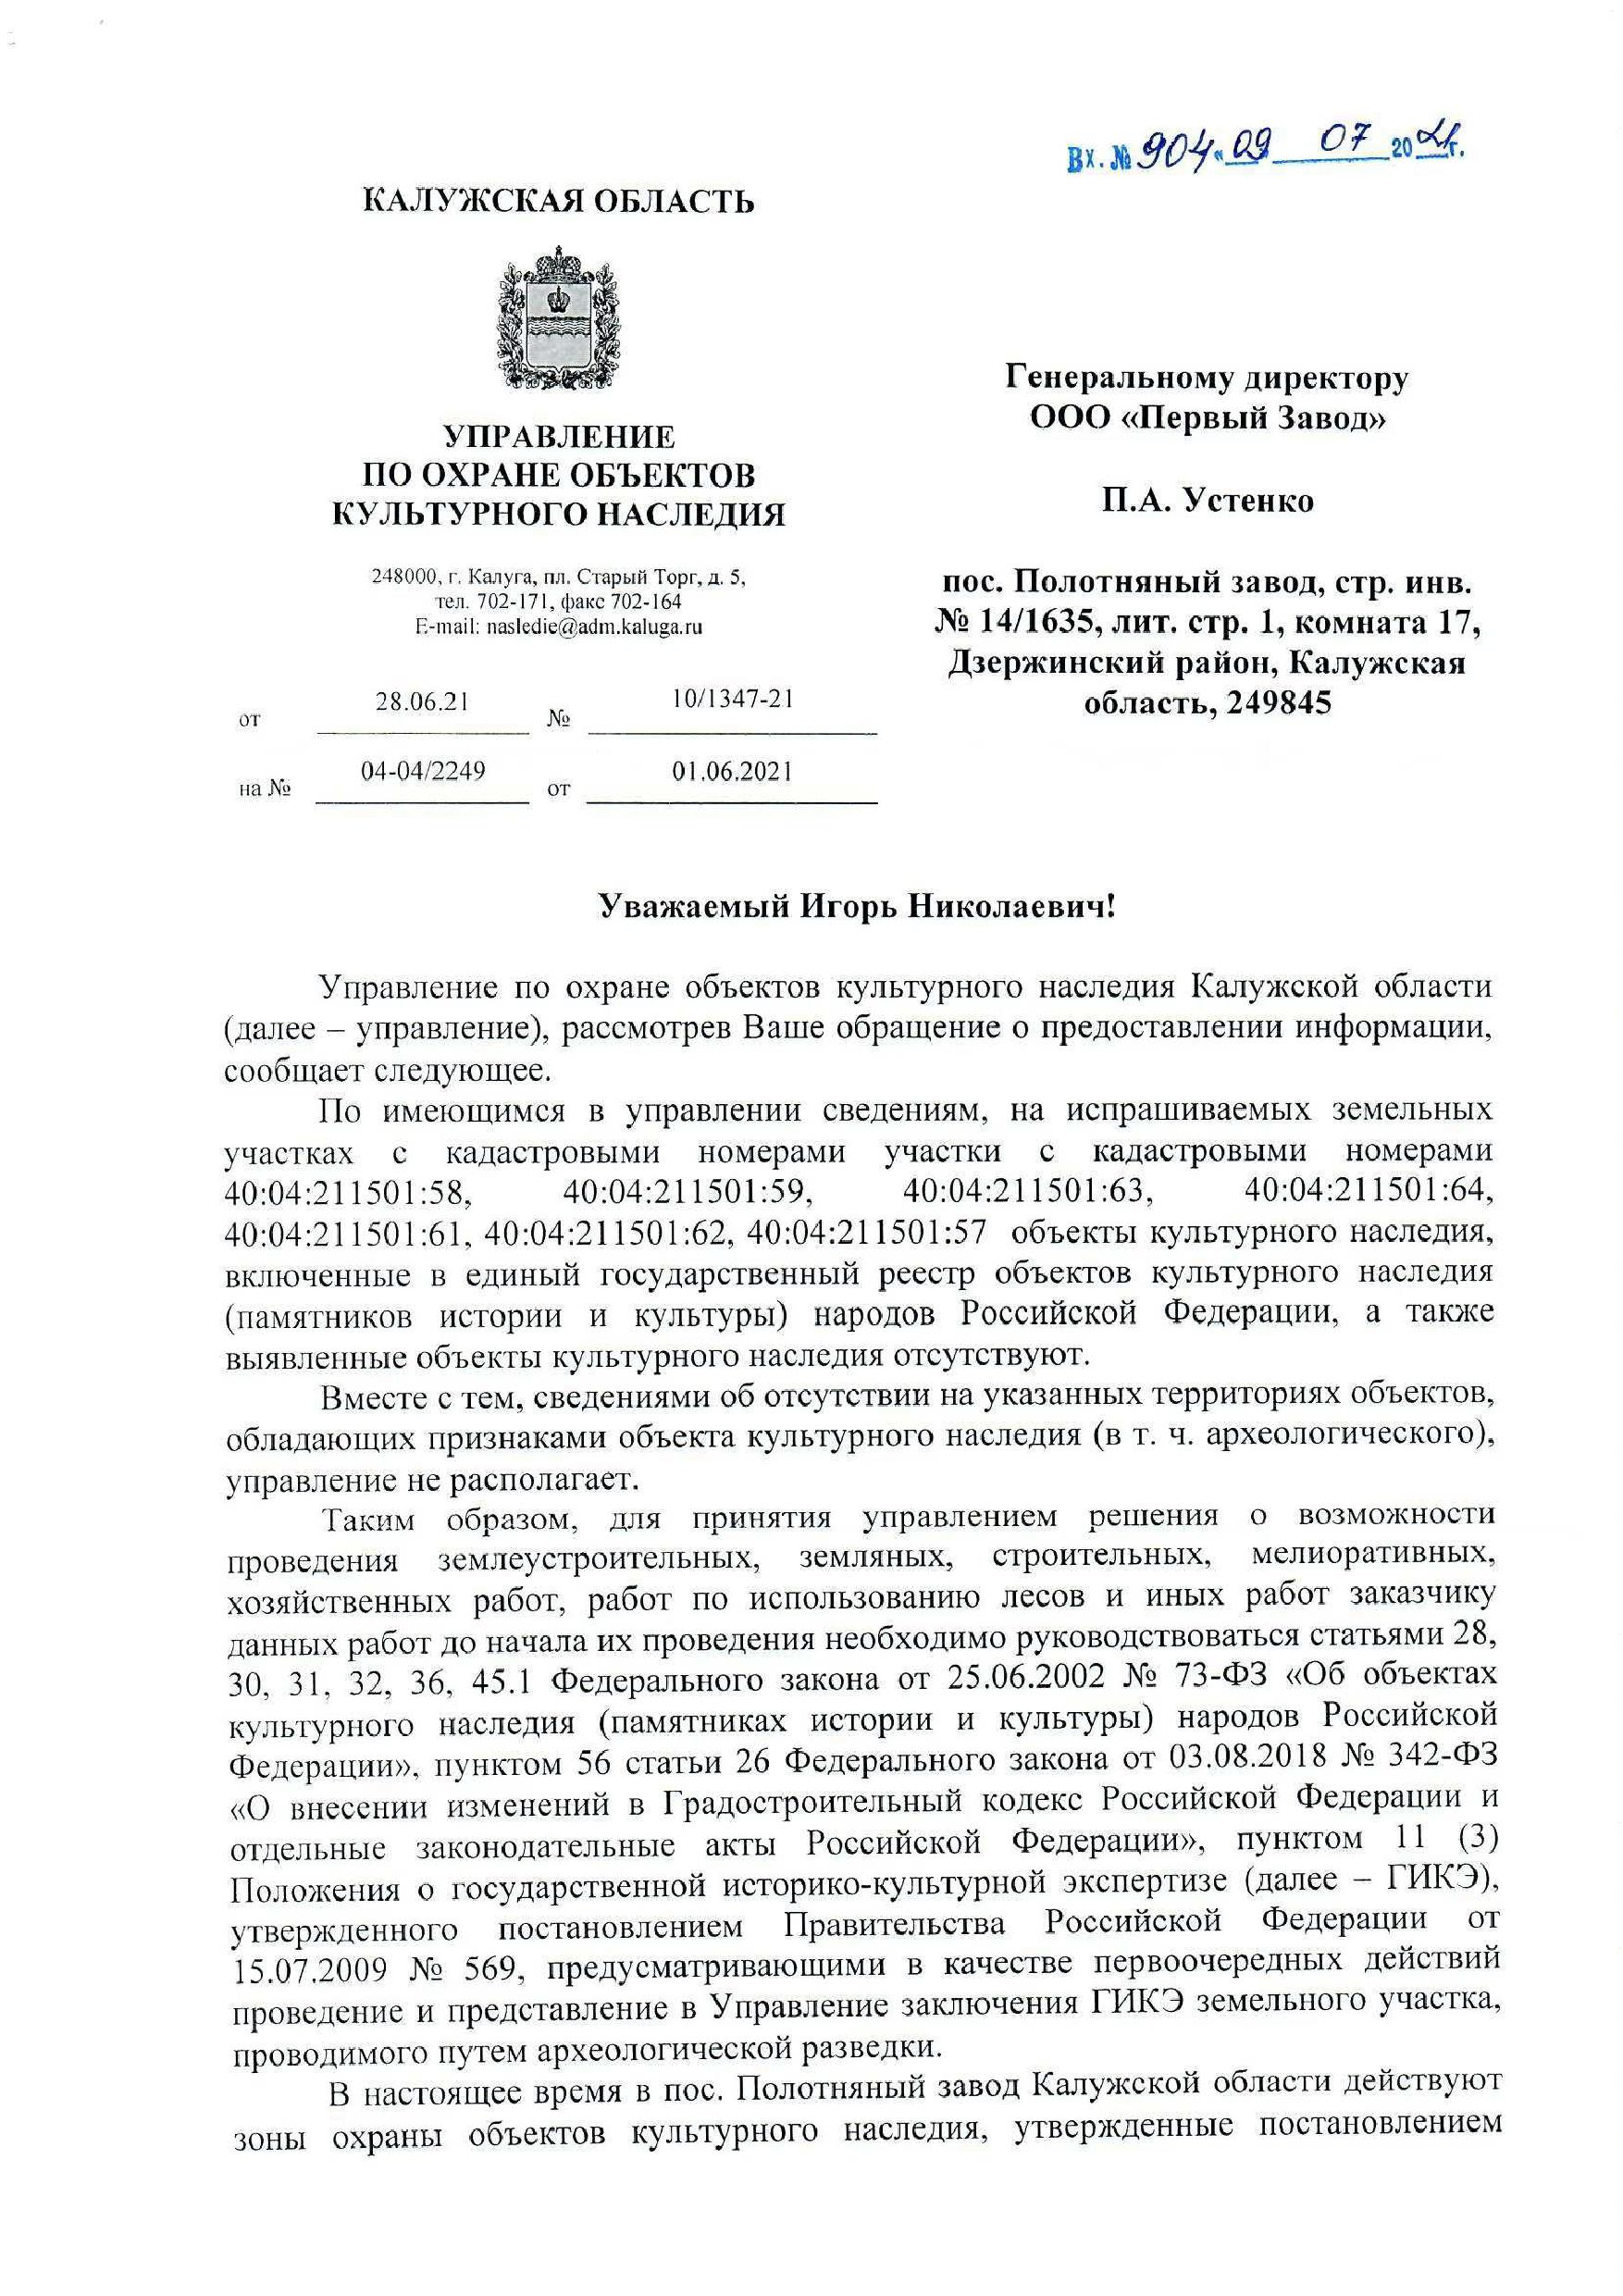 Вх. № 904 « 09 07 2021г.
КАЛУЖСКАЯ ОБЛАСТЬ
УПРАВЛЕНИЕ
ПО ОХРАНЕ ОБЪЕКТОВ
КУЛЬТУРНОГО НАСЛЕДИЯ
248000, г. Калуга, пл. Старый Торг, д. 5,
тел. 702-171, факс 702-164
E-mail: nasledie@adm.kaluga.ru
от 28.06.21 № 10/1347-21
на № 04-04/2249 от 01.06.2021
Генеральному директору
ООО «Первый Завод»
П.А. Устенко
пос. Полотняный завод, стр. инв.
№ 14/1635, лит. стр. 1, комната 17,
Дзержинский район, Калужская
область, 249845
Уважаемый Игорь Николаевич!
Управление по охране объектов культурного наследия Калужской области
(далее – управление), рассмотрев Ваше обращение о предоставлении информации,
сообщает следующее.
По имеющимся в управлении сведениям, на испрашиваемых земельных
участках с кадастровыми номерами участки с кадастровыми номерами
40:04:211501:58, 40:04:211501:59, 40:04:211501:63, 40:04:211501:64,
40:04:211501:61, 40:04:211501:62, 40:04:211501:57 объекты культурного наследия,
включенные в единый государственный реестр объектов культурного наследия
(памятников истории и культуры) народов Российской Федерации, а также
выявленные объекты культурного наследия отсутствуют.
Вместе с тем, сведениями об отсутствии на указанных территориях объектов,
обладающих признаками объекта культурного наследия (в т. ч. археологического),
управление не располагает.
Таким образом, для принятия управлением решения о возможности
проведения землеустроительных, земляных, строительных, мелиоративных,
хозяйственных работ, работ по использованию лесов и иных работ заказчику
данных работ до начала их проведения необходимо руководствоваться статьями 28,
30, 31, 32, 36, 45.1 Федерального закона от 25.06.2002 № 73-ФЗ «Об объектах
культурного наследия (памятниках истории и культуры) народов Российской
Федерации», пунктом 56 статьи 26 Федерального закона от 03.08.2018 № 342-ФЗ
«О внесении изменений в Градостроительный кодекс Российской Федерации и
отдельные законодательные акты Российской Федерации», пунктом 11 (3)
Положения о государственной историко-культурной экспертизе (далее – ГИКЭ),
утвержденного постановлением Правительства Российской Федерации от
15.07.2009 № 569, предусматривающими в качестве первоочередных действий
проведение и представление в Управление заключения ГИКЭ земельного участка,
проводимого путем археологической разведки.
В настоящее время в пос. Полотняный завод Калужской области действуют
зоны охраны объектов культурного наследия, утвержденные постановлением